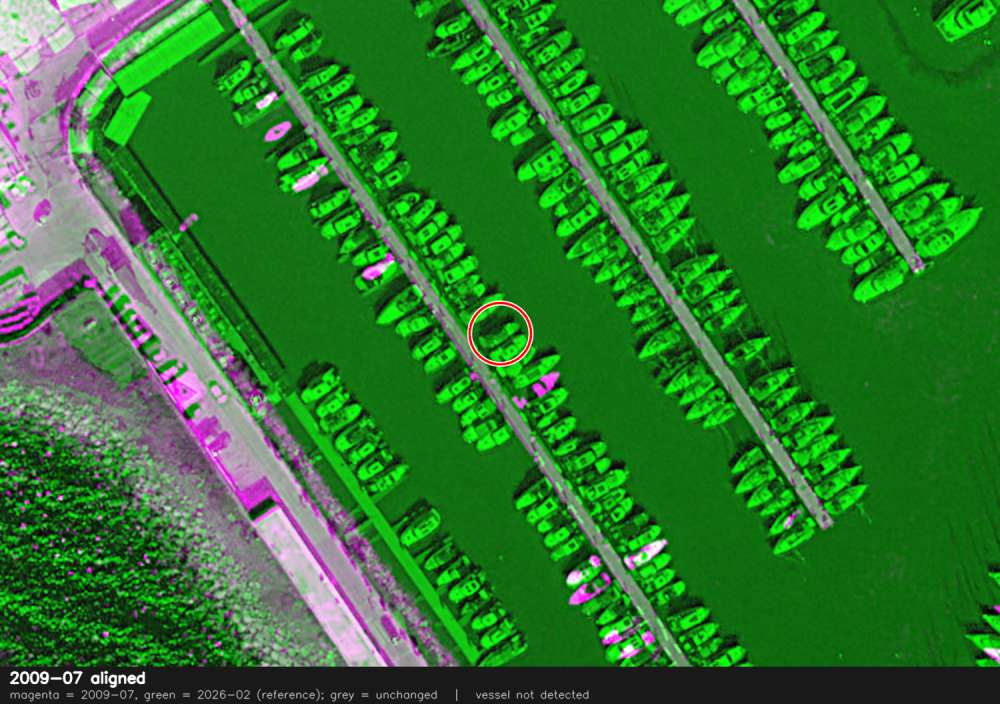 2009-07 aligned
magenta = 2009-07, green = 2026-02 (reference); grey = unchanged | vessel not detected